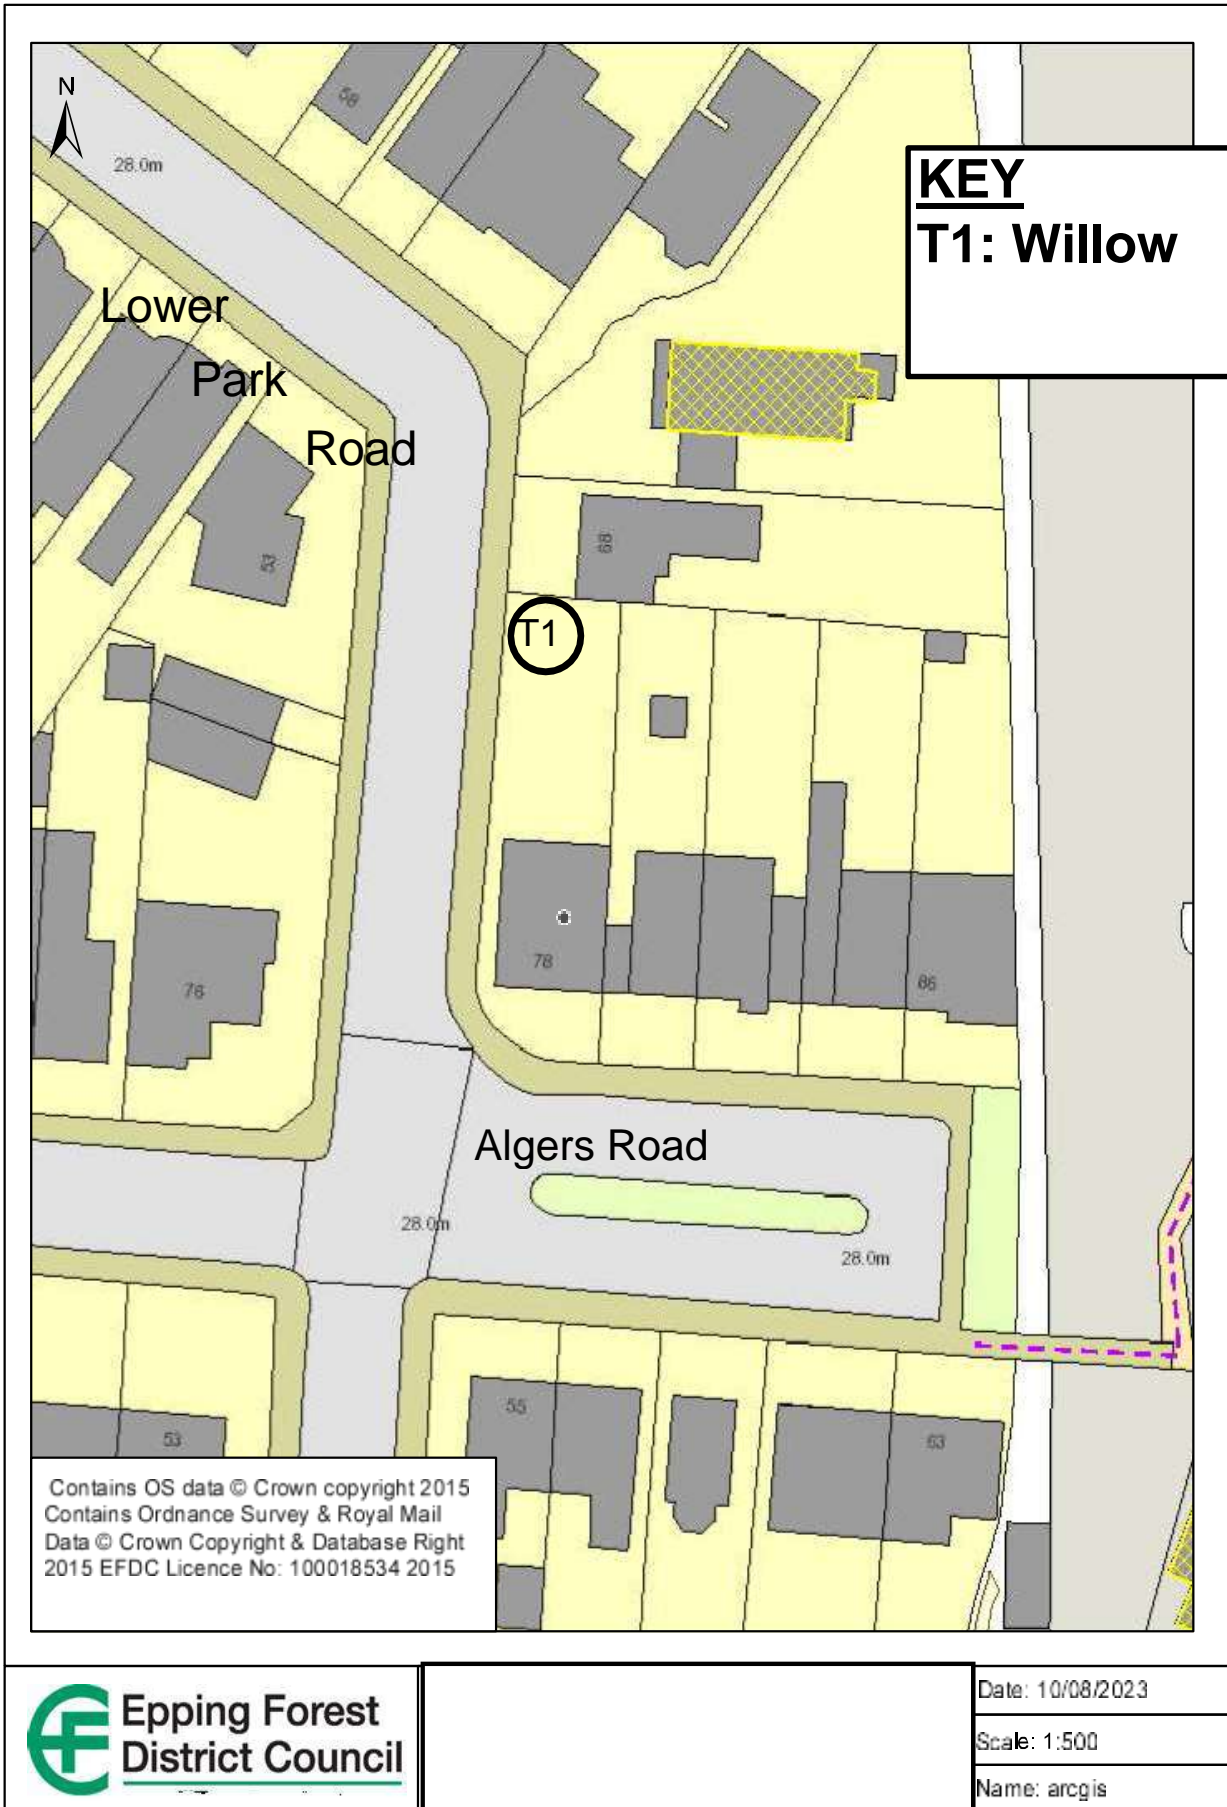 N
58
28.0m
KEY
T1: Willow
Lower
Park
Road
68
53
T1
78
76
86
Algers Road
28.0m
28.0m
55
53
63
Contains OS data © Crown copyright 2015
Contains Ordnance Survey & Royal Mail
Data © Crown Copyright & Database Right
2015 EFDC Licence No: 100018534 2015
Epping Forest
District Council
Date: 10/08/2023
Scale: 1:500
Name: arcgis